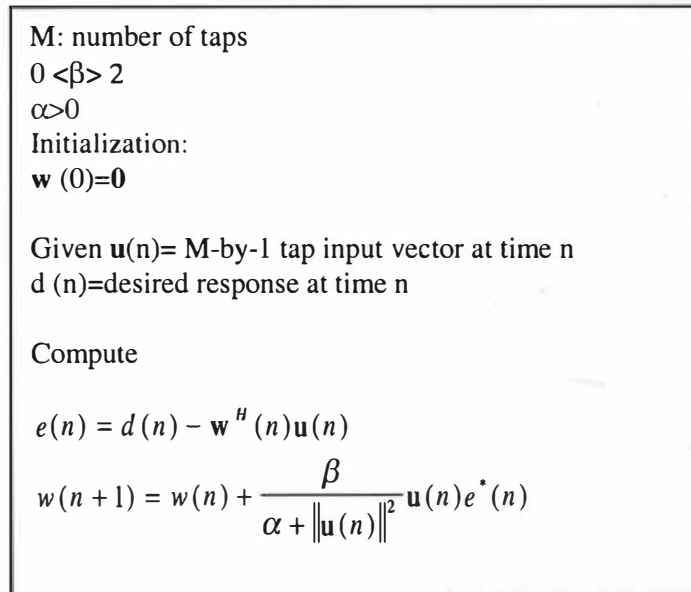 M: number of taps
0 <β> 2
α>0
Initialization:
w (0)=0
Given u(n)= M-by-1 tap input vector at time n
d (n)=desired response at time n
Compute
e(n) = d(n) − w^H (n)u(n)
w(n+1) = w(n) + β / (α + ‖u(n)‖²) u(n)e*(n)